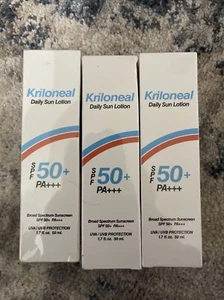 Kriloneal
Daily Sun Lotion
SPF 50+
PA+++
Broad Spectrum Sunscreen
SPF 50+ PA+++
UVA / UVB PROTECTION
1.7 fl. oz. 50 mL
Kriloneal
Daily Sun Lotion
SPF 50+
PA+++
Broad Spectrum Sunscreen
SPF 50+ PA+++
UVA / UVB PROTECTION
1.7 fl. oz. 50 mL
Kriloneal
Daily Sun Lotion
SPF 50+
PA+++
Broad Spectrum Sunscreen
SPF 50+ PA+++
UVA / UVB PROTECTION
1.7 fl. oz. 50 mL